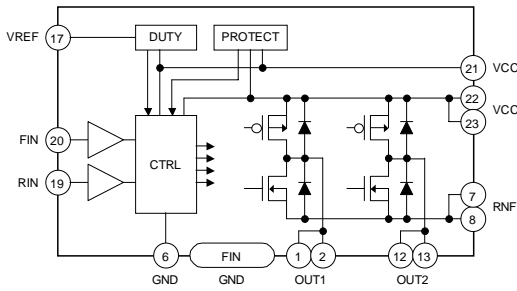 VREF 17 DUTY PROTECT
21 VCC
22 VCC
23
FIN 20
CTRL
RIN 19
7 RNF
8
6 FIN 1 2 12 13
GND GND OUT1 OUT2